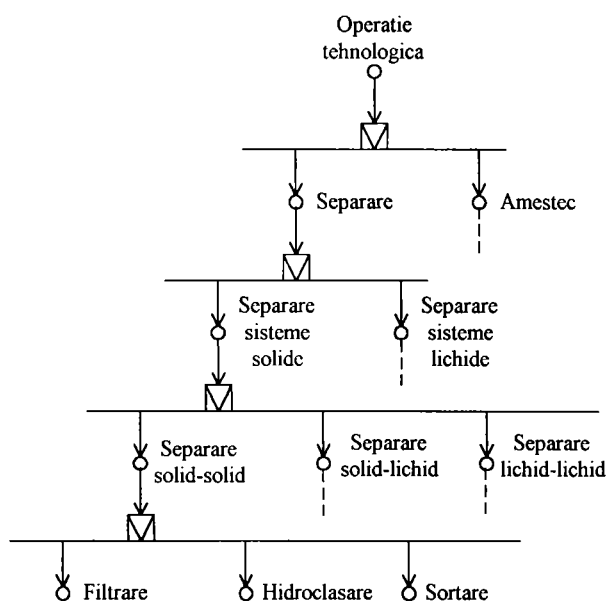 Operatie
tehnologica
Separare
Amestec
Separare
sisteme
solide
Separare
sisteme
lichide
Separare
solid-solid
Separare
solid-lichid
Separare
lichid-lichid
Filtrare
Hidroclasare
Sortare